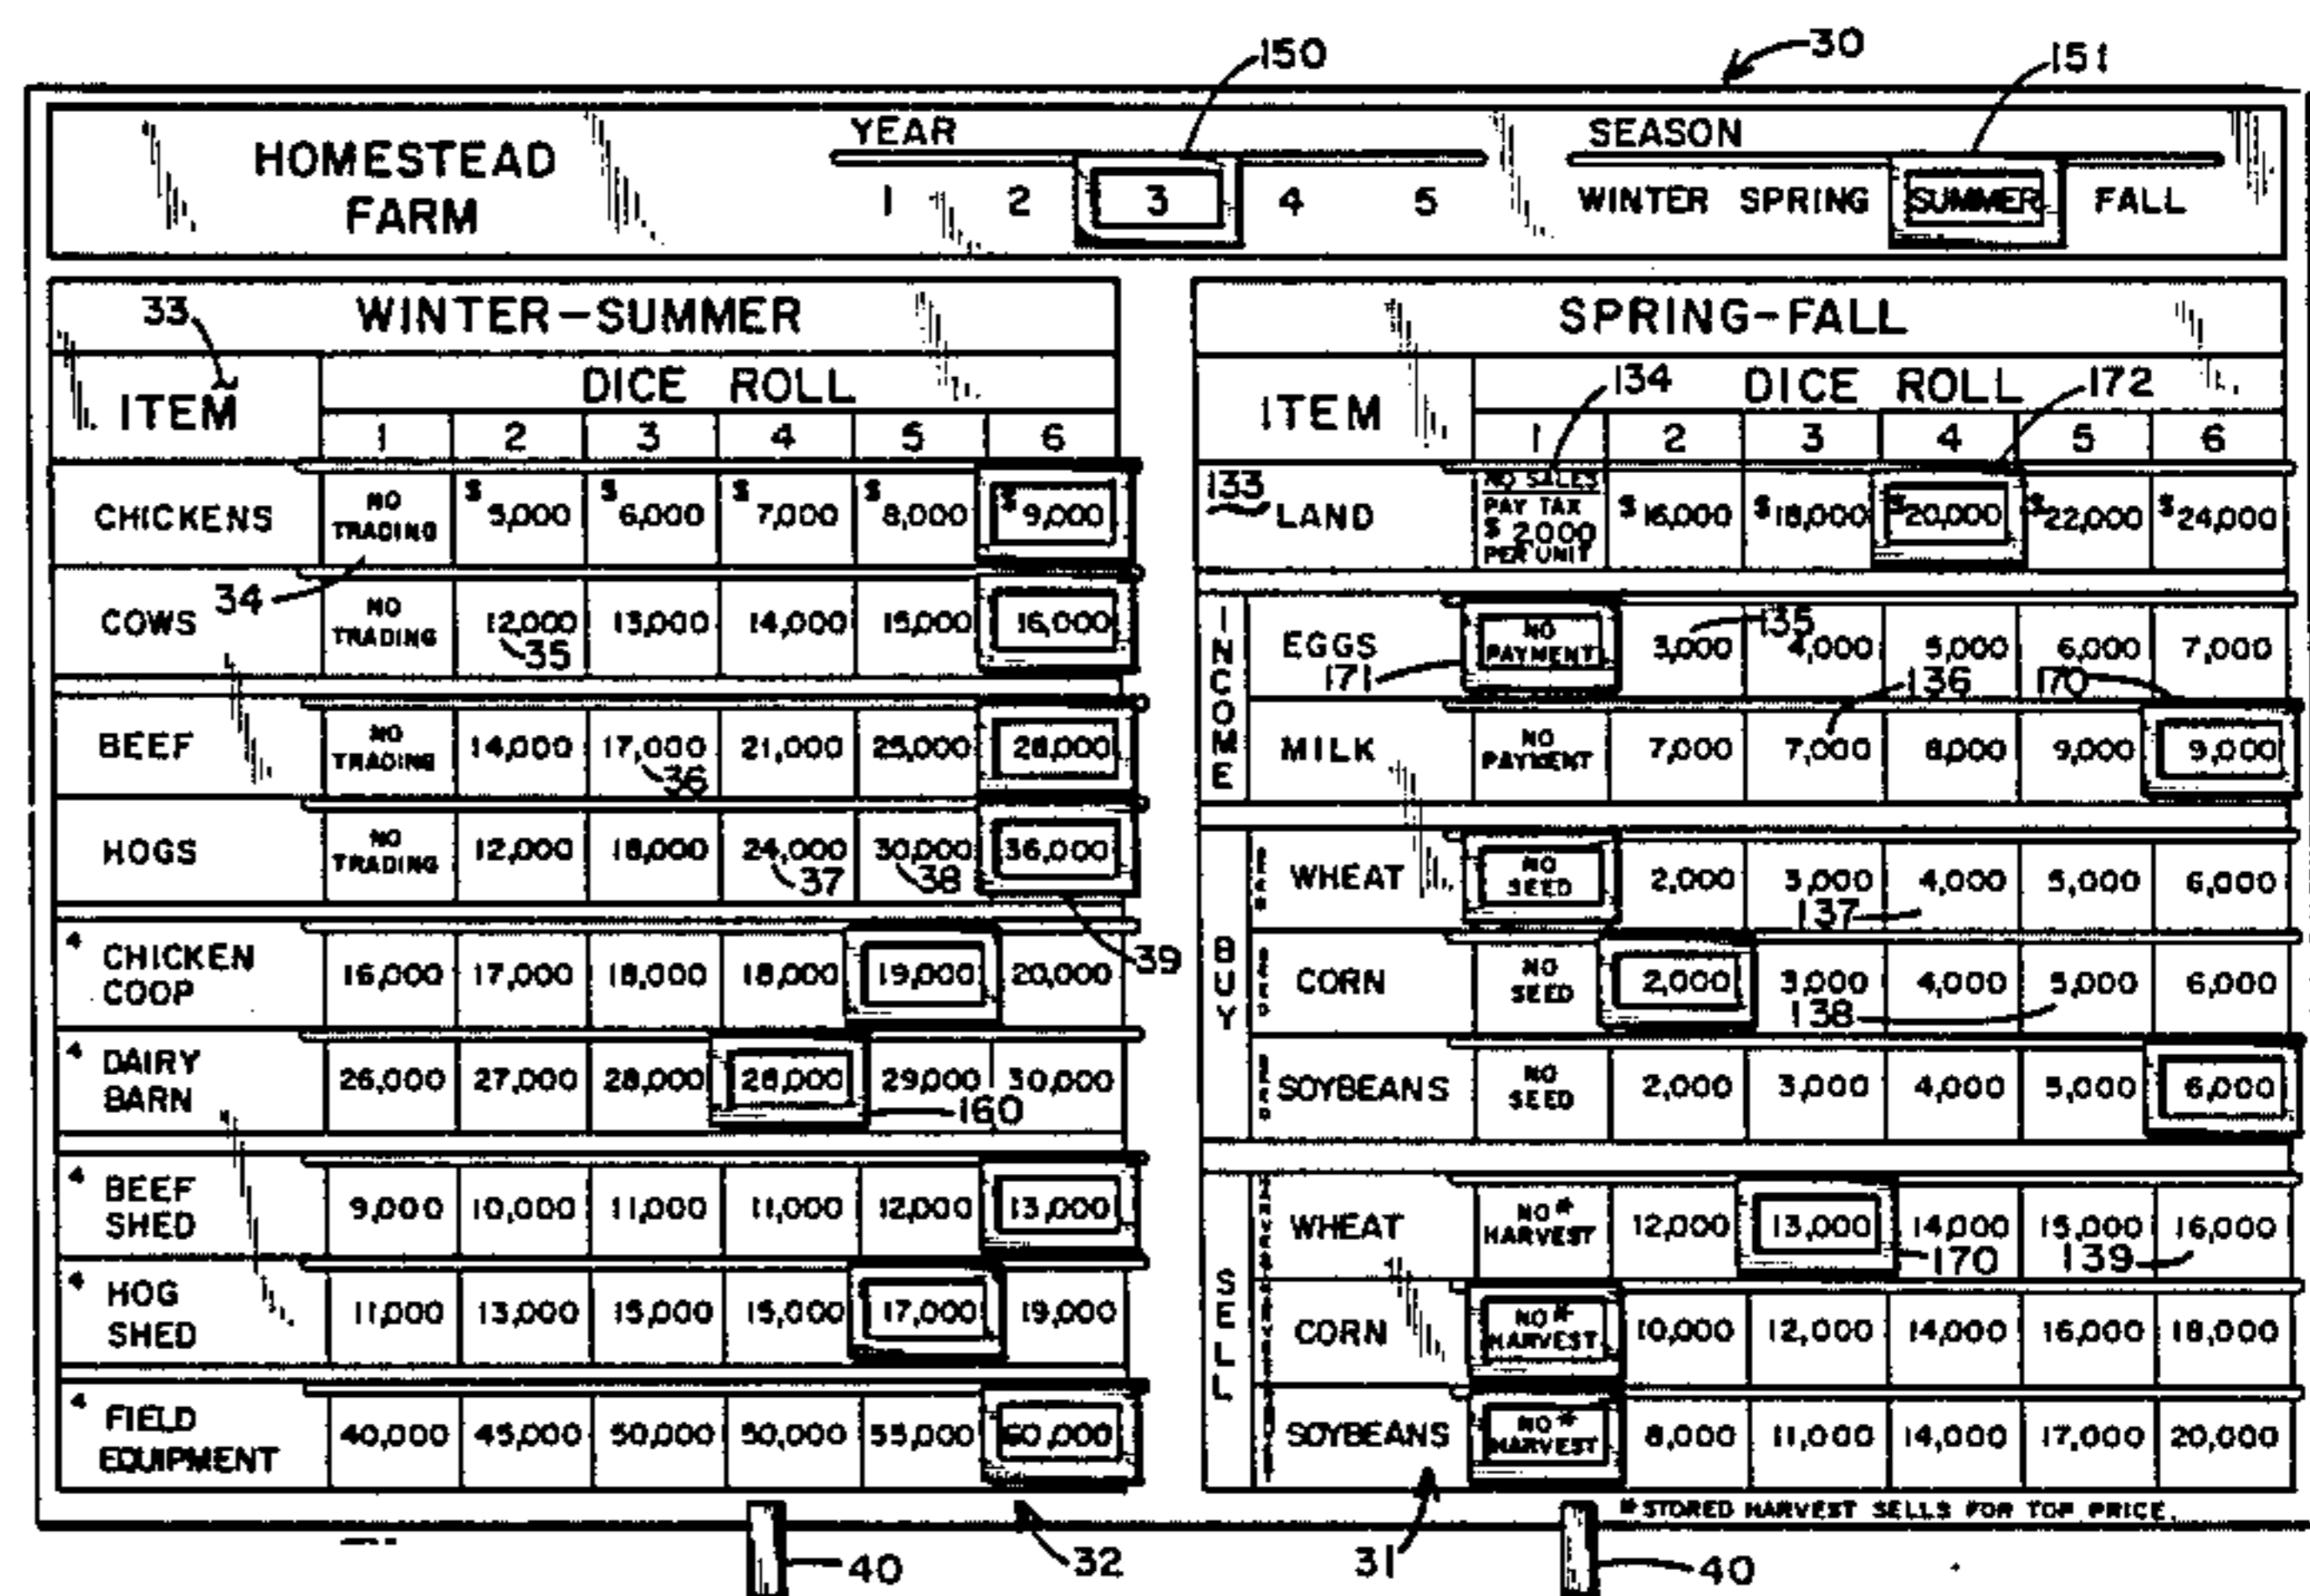 150 30 151
HOMESTEAD FARM
YEAR
1 2 3 4 5
SEASON
WINTER SPRING SUMMER FALL
33
WINTER-SUMMER
ITEM
DICE ROLL
1 2 3 4 5 6
CHICKENS NO TRADING $5,000 $6,000 $7,000 $8,000 $9,000
34
COWS NO TRADING 12,000 13,000 14,000 15,000 16,000
35
BEEF NO TRADING 14,000 17,000 21,000 25,000 28,000
36
HOGS NO TRADING 12,000 18,000 24,000 30,000 36,000
37 38
39
4 CHICKEN COOP 16,000 17,000 18,000 18,000 19,000 20,000
4 DAIRY BARN 26,000 27,000 28,000 28,000 29,000 30,000
160
4 BEEF SHED 9,000 10,000 11,000 11,000 12,000 13,000
4 HOG SHED 11,000 13,000 15,000 15,000 17,000 19,000
4 FIELD EQUIPMENT 40,000 45,000 50,000 50,000 55,000 60,000
SPRING-FALL
ITEM
134 DICE ROLL 172
1 2 3 4 5 6
133 LAND NO SALES PAY TAX $2000 PER UNIT $16,000 $18,000 $20,000 $22,000 $24,000
INCOME
EGGS NO PAYMENT 3,000 4,000 5,000 6,000 7,000
135
171 136 170
MILK NO PAYMENT 7,000 7,000 8,000 9,000 9,000
BUY
WHEAT NO SEED 2,000 3,000 4,000 5,000 6,000
137
CORN NO SEED 2,000 3,000 4,000 5,000 6,000
138
SOYBEANS NO SEED 2,000 3,000 4,000 5,000 6,000
SELL
WHEAT NO* HARVEST 12,000 13,000 14,000 15,000 16,000
170 139
CORN NO* HARVEST 10,000 12,000 14,000 16,000 18,000
SOYBEANS NO* HARVEST 8,000 11,000 14,000 17,000 20,000
*STORED HARVEST SELLS FOR TOP PRICE.
40 32 31 40